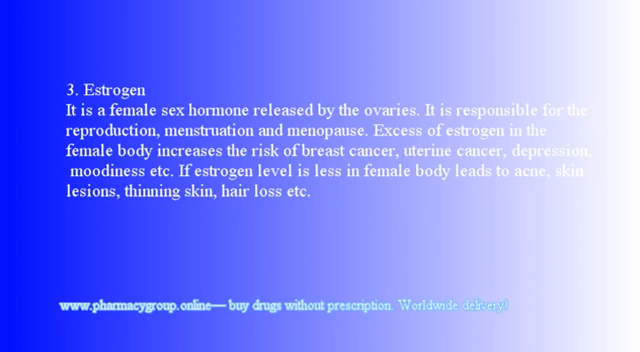 3. Estrogen
It is a female sex hormone released by the ovaries. It is responsible for the
reproduction, menstruation and menopause. Excess of estrogen in the
female body increases the risk of breast cancer, uterine cancer, depression,
moodiness etc. If estrogen level is less in female body leads to acne, skin
lesions, thinning skin, hair loss etc.
www.pharmacygroup.online— buy drugs without prescription. Worldwide delivery!